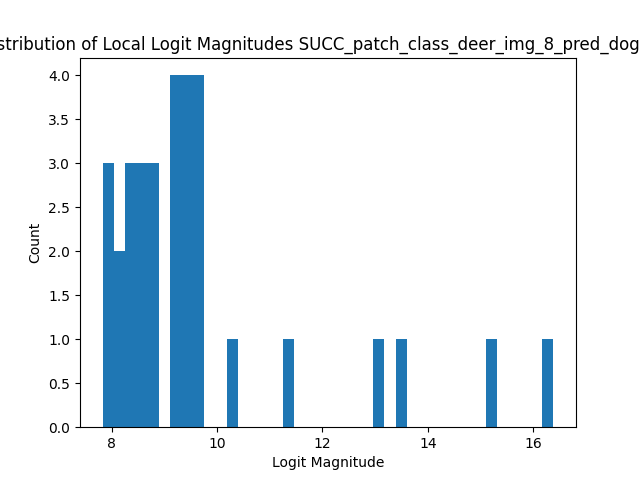 stribution of Local Logit Magnitudes SUCC_patch_class_deer_img_8_pred_dog
4.0
3.5
3.0
2.5
2.0
1.5
1.0
0.5
0.0
Count
8 10 12 14 16
Logit Magnitude